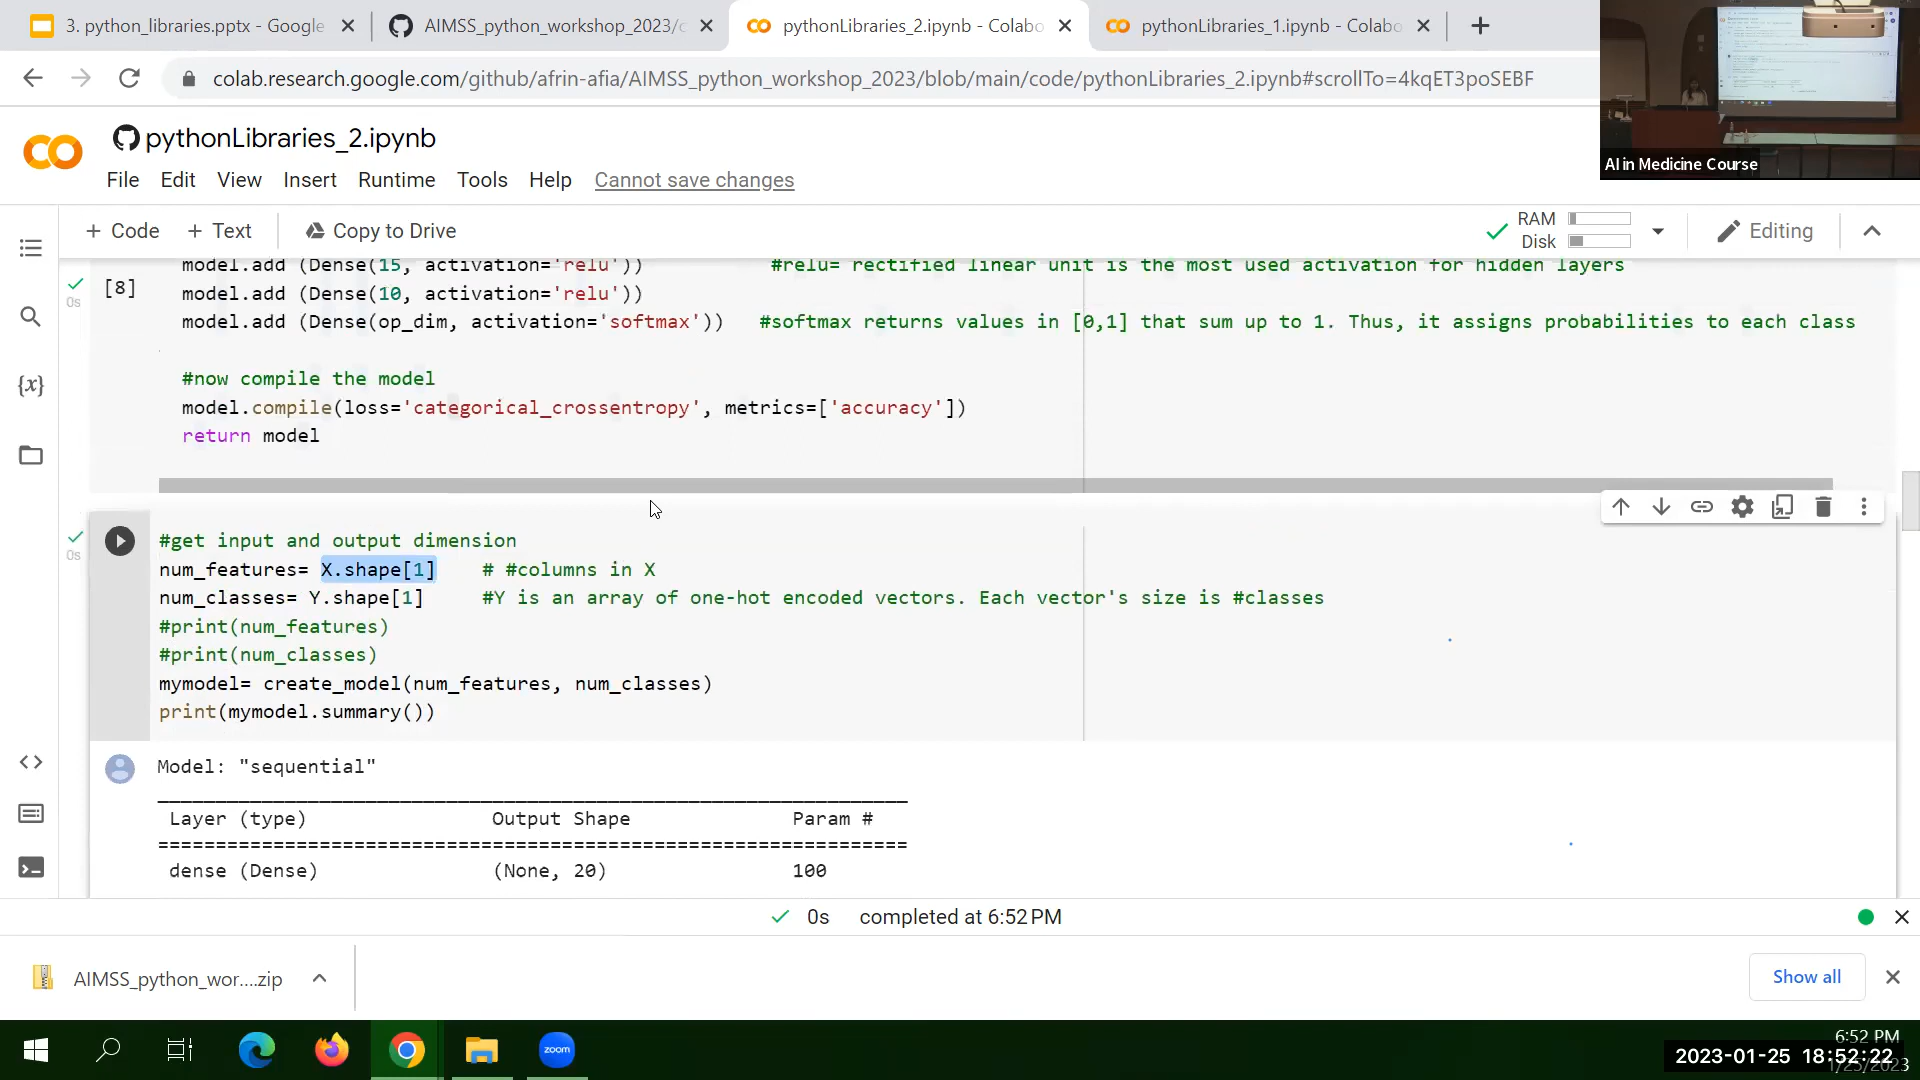 3. python_libraries.pptx - Google
AIMSS_python_workshop_2023/c
pythonLibraries_2.ipynb - Colabo
pythonLibraries_1.ipynb - Colabo
colab.research.google.com/github/afrin-afia/AIMSS_python_workshop_2023/blob/main/code/pythonLibraries_2.ipynb#scrollTo=4kqET3poSEBF
AI in Medicine Course
pythonLibraries_2.ipynb
File Edit View Insert Runtime Tools Help Cannot save changes
+ Code + Text Copy to Drive
RAM
Disk
Editing
[8]
0s
model.add (Dense(15, activation='relu')) #relu= rectified linear unit is the most used activation for hidden layers
model.add (Dense(10, activation='relu'))
model.add (Dense(op_dim, activation='softmax')) #softmax returns values in [0,1] that sum up to 1. Thus, it assigns probabilities to each class
#now compile the model
model.compile(loss='categorical_crossentropy', metrics=['accuracy'])
return model
0s
#get input and output dimension
num_features= X.shape[1] # #columns in X
num_classes= Y.shape[1] #Y is an array of one-hot encoded vectors. Each vector's size is #classes
#print(num_features)
#print(num_classes)
mymodel= create_model(num_features, num_classes)
print(mymodel.summary())
Model: "sequential"
_________________________________________________________________
Layer (type) Output Shape Param #
=================================================================
dense (Dense) (None, 20) 100
0s completed at 6:52 PM
AIMSS_python_wor....zip
Show all
zoom
6:52 PM
2023-01-25 18:52:22